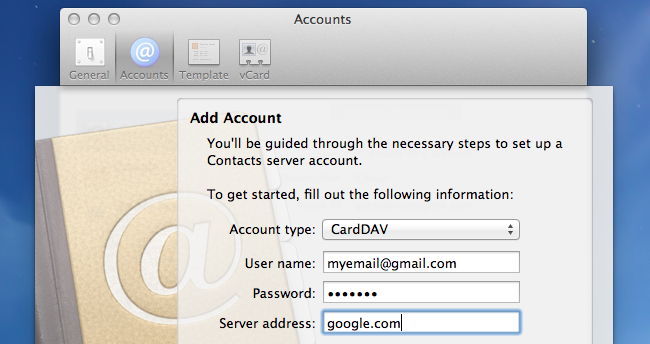 Accounts
General Accounts Template vCard
Add Account
You'll be guided through the necessary steps to set up a
Contacts server account.
To get started, fill out the following information:
Account type: CardDAV
User name: myemail@gmail.com
Password: •••••••
Server address: google.com